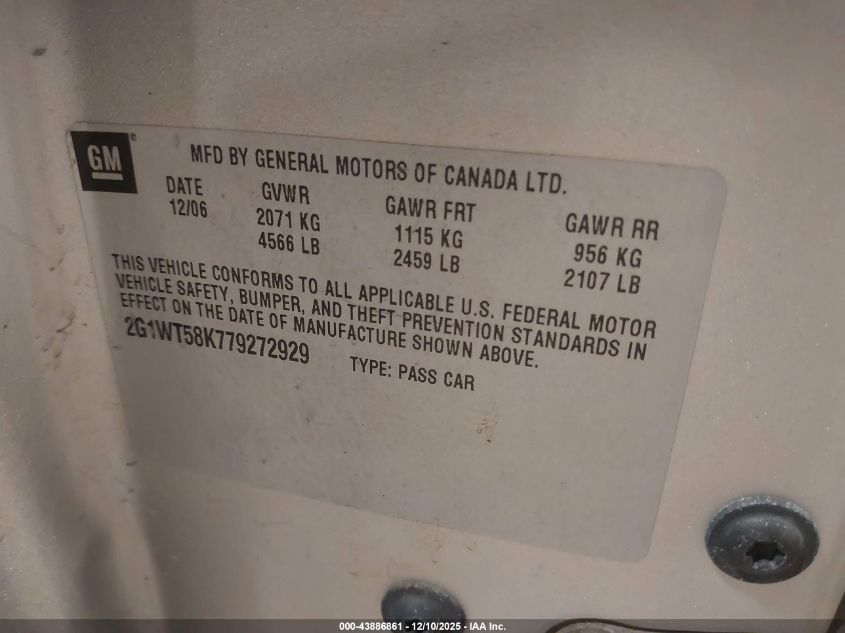 GM ®
MFD BY GENERAL MOTORS OF CANADA LTD.
DATE GVWR GAWR FRT GAWR RR
12/06 2071 KG 1115 KG 956 KG
4566 LB 2459 LB 2107 LB
THIS VEHICLE CONFORMS TO ALL APPLICABLE U.S. FEDERAL MOTOR
VEHICLE SAFETY, BUMPER, AND THEFT PREVENTION STANDARDS IN
EFFECT ON THE DATE OF MANUFACTURE SHOWN ABOVE.
2G1WT58K779272929 TYPE: PASS CAR
000-43886861 - 12/10/2025 - IAA Inc.